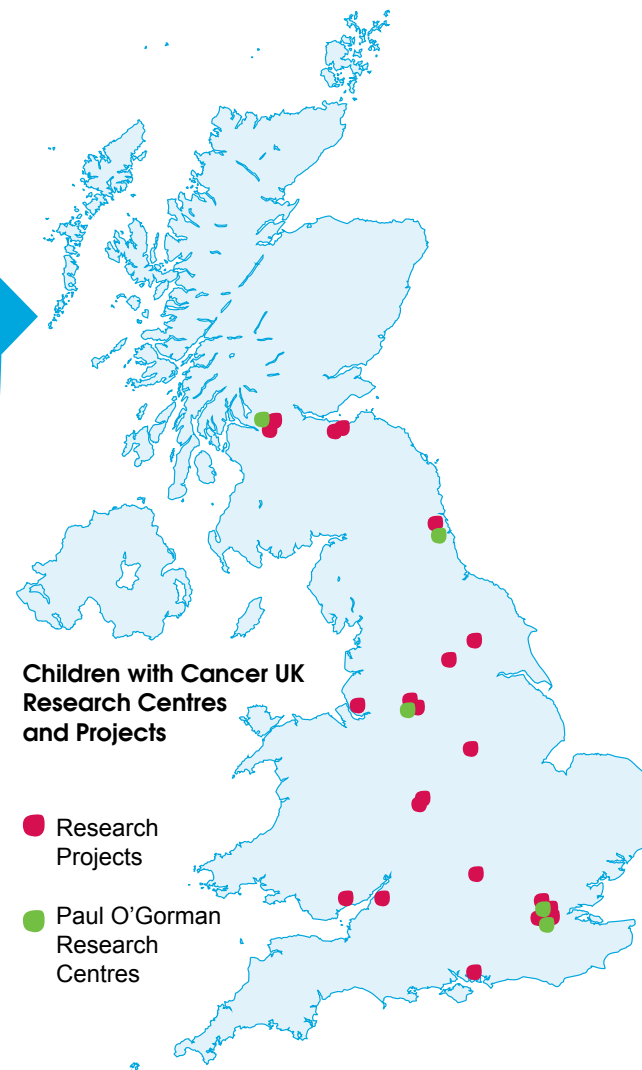 Children with Cancer UK
Research Centres
and Projects
Research
Projects
Paul O'Gorman
Research
Centres